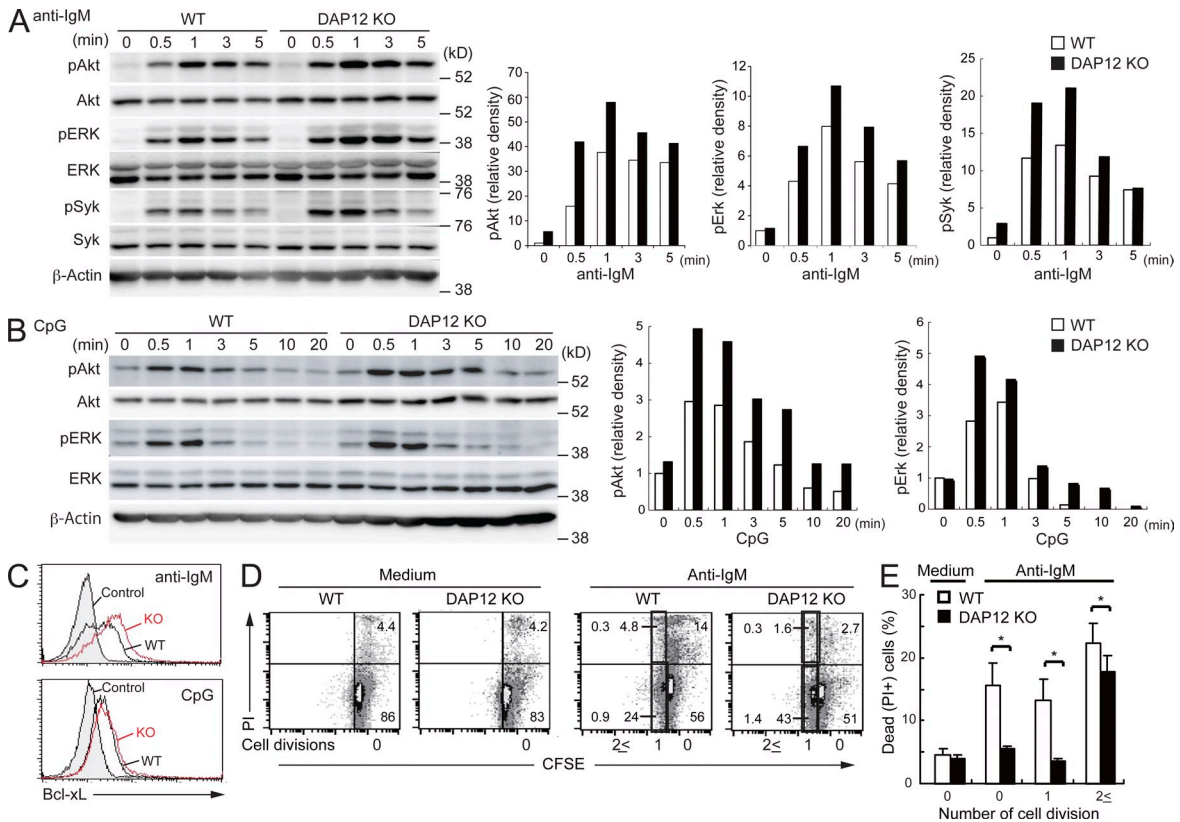 A
anti-IgM WT DAP12 KO
(min) 0 0.5 1 3 5 0 0.5 1 3 5 (kD)
pAkt
52
Akt
52
pERK
38
ERK
38
76
pSyk
76
Syk
β-Actin
38
pAkt (relative density)
70
60
50
40
30
20
10
0
0 0.5 1 3 5 (min)
anti-IgM
pErk (relative density)
12
10
8
6
4
2
0
0 0.5 1 3 5 (min)
anti-IgM
WT
DAP12 KO
pSyk (relative density)
25
20
15
10
5
0
0 0.5 1 3 5 (min)
anti-IgM
B
CpG WT DAP12 KO
(min) 0 0.5 1 3 5 10 20 0 0.5 1 3 5 10 20 (kD)
pAkt
52
Akt
52
pERK
38
ERK
38
β-Actin
38
pAkt (relative density)
5
4
3
2
1
0
0 0.5 1 3 5 10 20 (min)
CpG
WT
DAP12 KO
pErk (relative density)
6
5
4
3
2
1
0
0 0.5 1 3 5 10 20 (min)
CpG
C
anti-IgM
Control
KO
WT
CpG
Control
KO
WT
Bcl-xL
D
Medium Anti-IgM
WT DAP12 KO WT DAP12 KO
4.4 4.2 0.3 4.8 14 0.3 1.6 2.7
86 83 0.9 24 56 1.4 43 51
PI
Cell divisions 0 0 2≤ 1 0 2≤ 1 0
CFSE
E
Medium Anti-IgM
WT
DAP12 KO
* * *
Dead (PI+) cells (%)
30
20
15
10
5
0
0 0 1 2≤
Number of cell division